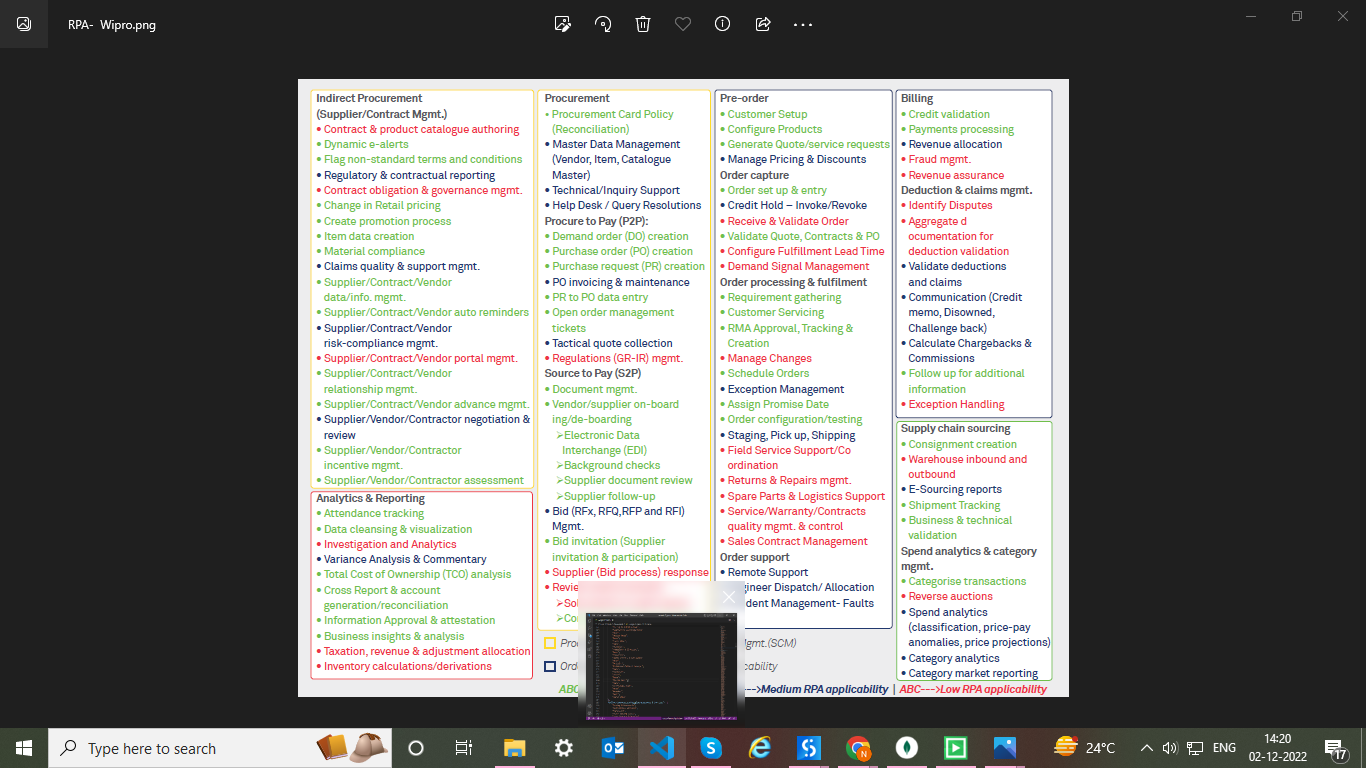 RPA- Wipro.png
Indirect Procurement
(Supplier/Contract Mgmt.)
• Contract & product catalogue authoring
• Dynamic e-alerts
• Flag non-standard terms and conditions
• Regulatory & contractual reporting
• Contract obligation & governance mgmt.
• Change in Retail pricing
• Create promotion process
• Item data creation
• Material compliance
• Claims quality & support mgmt.
• Supplier/Contract/Vendor
data/info. mgmt.
• Supplier/Contract/Vendor auto reminders
• Supplier/Contract/Vendor
risk-compliance mgmt.
• Supplier/Contract/Vendor portal mgmt.
• Supplier/Contract/Vendor
relationship mgmt.
• Supplier/Contract/Vendor advance mgmt.
• Supplier/Vendor/Contractor negotiation &
review
• Supplier/Vendor/Contractor
incentive mgmt.
• Supplier/Vendor/Contractor assessment
Analytics & Reporting
• Attendance tracking
• Data cleansing & visualization
• Investigation and Analytics
• Variance Analysis & Commentary
• Total Cost of Ownership (TCO) analysis
• Cross Report & account
generation/reconciliation
• Information Approval & attestation
• Business insights & analysis
• Taxation, revenue & adjustment allocation
• Inventory calculations/derivations
Procurement
• Procurement Card Policy
(Reconciliation)
• Master Data Management
(Vendor, Item, Catalogue
Master)
• Technical/Inquiry Support
• Help Desk / Query Resolutions
Procure to Pay (P2P):
• Demand order (DO) creation
• Purchase order (PO) creation
• Purchase request (PR) creation
• PO invoicing & maintenance
• PR to PO data entry
• Open order management
tickets
• Tactical quote collection
• Regulations (GR-IR) mgmt.
Source to Pay (S2P)
• Document mgmt.
• Vendor/supplier on-board
ing/de-boarding
➢Electronic Data
Interchange (EDI)
➢Background checks
➢Supplier document review
➢Supplier follow-up
• Bid (RFx, RFQ,RFP and RFI)
Mgmt.
• Bid invitation (Supplier
invitation & participation)
• Supplier (Bid process) response
Pre-order
• Customer Setup
• Configure Products
• Generate Quote/service requests
• Manage Pricing & Discounts
Order capture
• Order set up & entry
• Credit Hold – Invoke/Revoke
• Receive & Validate Order
• Validate Quote, Contracts & PO
• Configure Fulfillment Lead Time
• Demand Signal Management
Order processing & fulfilment
• Requirement gathering
• Customer Servicing
• RMA Approval, Tracking &
Creation
• Manage Changes
• Schedule Orders
• Exception Management
• Assign Promise Date
• Order configuration/testing
• Staging, Pick up, Shipping
• Field Service Support/Co
ordination
• Returns & Repairs mgmt.
• Spare Parts & Logistics Support
• Service/Warranty/Contracts
quality mgmt. & control
• Sales Contract Management
Order support
• Remote Support
Dispatch/ Allocation
Management- Faults
Billing
• Credit validation
• Payments processing
• Revenue allocation
• Fraud mgmt.
• Revenue assurance
Deduction & claims mgmt.
• Identify Disputes
• Aggregate d
ocumentation for
deduction validation
• Validate deductions
and claims
• Communication (Credit
memo, Disowned,
Challenge back)
• Calculate Chargebacks &
Commissions
• Follow up for additional
information
• Exception Handling
Supply chain sourcing
• Consignment creation
• Warehouse inbound and
outbound
• E-Sourcing reports
• Shipment Tracking
• Business & technical
validation
Spend analytics & category
mgmt.
• Categorise transactions
• Reverse auctions
• Spend analytics
(classification, price-pay
anomalies, price projections)
• Category analytics
• Category market reporting
Mgmt.(SCM)
-->Medium RPA applicability | ABC--->Low RPA applicability
Type here to search
24°C
ENG
14:20
02-12-2022
17